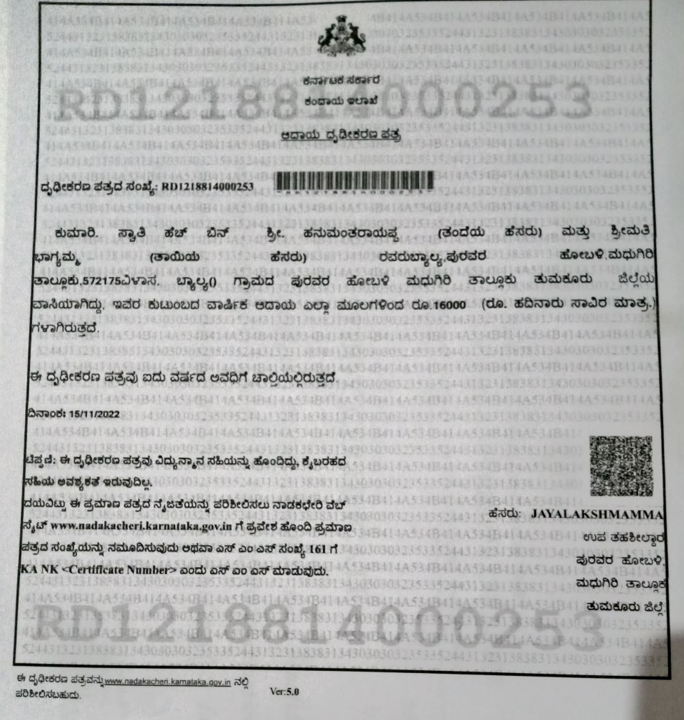 ಕರ್ನಾಟಕ ಸರ್ಕಾರ
ಕಂದಾಯ ಇಲಾಖೆ
RD1218814000253
ಆದಾಯ ದೃಢೀಕರಣ ಪತ್ರ
ದೃಢೀಕರಣ ಪತ್ರದ ಸಂಖ್ಯೆ: RD1218814000253
ಕುಮಾರಿ. ಸ್ವಾತಿ ಹೆಚ್ ಬಿನ್ ಶ್ರೀ. ಹನುಮಂತರಾಯಪ್ಪ (ತಂದೆಯ ಹೆಸರು) ಮತ್ತು ಶ್ರೀಮತಿ
ಭಾಗ್ಯಮ್ಮ (ತಾಯಿಯ ಹೆಸರು) ರವರುಬ್ಯಾಲ್ಯ,ಪುರವರ ಹೋಬಳಿ,ಮಧುಗಿರಿ
ತಾಲ್ಲೂಕು,572175ವಿಳಾಸ, ಬ್ಯಾಲ್ಯ() ಗ್ರಾಮದ ಪುರವರ ಹೋಬಳಿ ಮಧುಗಿರಿ ತಾಲ್ಲೂಕು ತುಮಕೂರು ಜಿಲ್ಲೆಯ
ವಾಸಿಯಾಗಿದ್ದು, ಇವರ ಕುಟುಂಬದ ವಾರ್ಷಿಕ ಆದಾಯ ಎಲ್ಲಾ ಮೂಲಗಳಿಂದ ರೂ.16000 (ರೂ. ಹದಿನಾರು ಸಾವಿರ ಮಾತ್ರ.)
ಗಳಾಗಿರುತ್ತದೆ.
ಈ ದೃಢೀಕರಣ ಪತ್ರವು ಐದು ವರ್ಷದ ಅವಧಿಗೆ ಚಾಲ್ತಿಯಲ್ಲಿರುತ್ತದೆ.
ದಿನಾಂಕ: 15/11/2022
ಟಿಪ್ಪಣಿ: ಈ ದೃಢೀಕರಣ ಪತ್ರವು ವಿದ್ಯುನ್ಮಾನ ಸಹಿಯನ್ನು ಹೊಂದಿದ್ದು, ಕೈಬರಹದ
ಸಹಿಯ ಅವಶ್ಯಕತೆ ಇರುವುದಿಲ್ಲ.
ದಯವಿಟ್ಟು ಈ ಪ್ರಮಾಣ ಪತ್ರದ ನೈಜತೆಯನ್ನು ಪರಿಶೀಲಿಸಲು ನಾಡಕಛೇರಿ ವೆಬ್
ಸೈಟ್ www.nadakacheri.karnataka.gov.in ಗೆ ಪ್ರವೇಶ ಹೊಂದಿ ಪ್ರಮಾಣ
ಪತ್ರದ ಸಂಖ್ಯೆಯನ್ನು ನಮೂದಿಸುವುದು ಅಥವಾ ಎಸ್ ಎಂ ಎಸ್ ಸಂಖ್ಯೆ 161 ಗೆ
KA NK <Certificate Number> ಎಂದು ಎಸ್ ಎಂ ಎಸ್ ಮಾಡುವುದು.
ಹೆಸರು: JAYALAKSHMAMMA
ಉಪ ತಹಶೀಲ್ದಾರ
ಪುರವರ ಹೋಬಳಿ,
ಮಧುಗಿರಿ ತಾಲ್ಲೂಕ
ತುಮಕೂರು ಜಿಲ್ಲೆ
RD1218814000253
ಈ ದೃಢೀಕರಣ ಪತ್ರವನ್ನು www.nadakacheri.karnataka.gov.in ನಲ್ಲಿ
ಪರಿಶೀಲಿಸಬಹುದು.
Ver:5.0